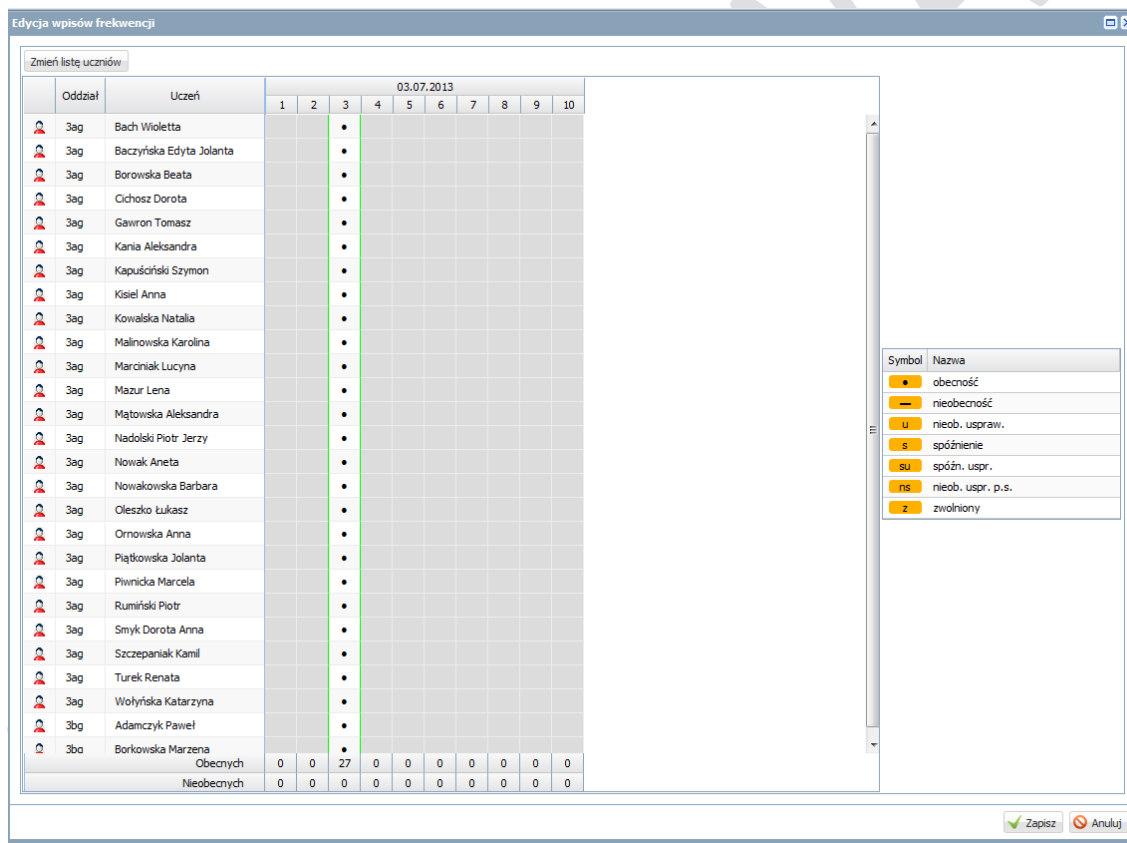 Edycja wpisów frekwencji
Zmień listę uczniów
Oddział Uczeń 03.07.2013
1 2 3 4 5 6 7 8 9 10
3ag Bach Wioletta •
3ag Baczyńska Edyta Jolanta •
3ag Borowska Beata •
3ag Cichosz Dorota •
3ag Gawron Tomasz •
3ag Kania Aleksandra •
3ag Kapuściński Szymon •
3ag Kisiel Anna •
3ag Kowalska Natalia •
3ag Malinowska Karolina •
3ag Marciniak Lucyna •
3ag Mazur Lena •
3ag Mątowska Aleksandra •
3ag Nadolski Piotr Jerzy •
3ag Nowak Aneta •
3ag Nowakowska Barbara •
3ag Oleszko Łukasz •
3ag Ornowska Anna •
3ag Piątkowska Jolanta •
3ag Piwnicka Marcela •
3ag Rumiński Piotr •
3ag Smyk Dorota Anna •
3ag Szczepaniak Kamil •
3ag Turek Renata •
3ag Wołyńska Katarzyna •
3bg Adamczyk Paweł •
3bg Borkowska Marzena •
Obecnych 0 0 27 0 0 0 0 0 0 0
Nieobecnych 0 0 0 0 0 0 0 0 0 0
Symbol Nazwa
• obecność
— nieobecność
u nieob. uspraw.
s spóźnienie
su spóźn. uspr.
ns nieob. uspr. p.s.
z zwolniony
Zapisz Anuluj